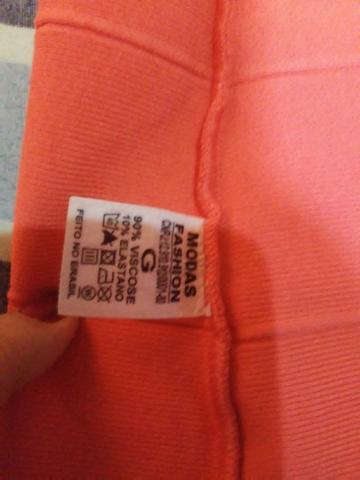 MODAS
FASHION
G
90% VISCOSE
10% ELASTANO
FEITO NO BRASIL